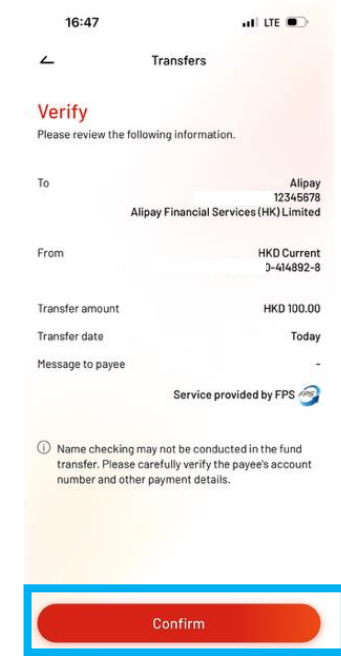 16:47 LTE
Transfers
Verify
Please review the following information.
To Alipay
12345678
Alipay Financial Services (HK) Limited
From HKD Current
-414892-8
Transfer amount HKD 100.00
Transfer date Today
Message to payee -
Service provided by FPS
Name checking may not be conducted in the fund
transfer. Please carefully verify the payee's account
number and other payment details.
Confirm